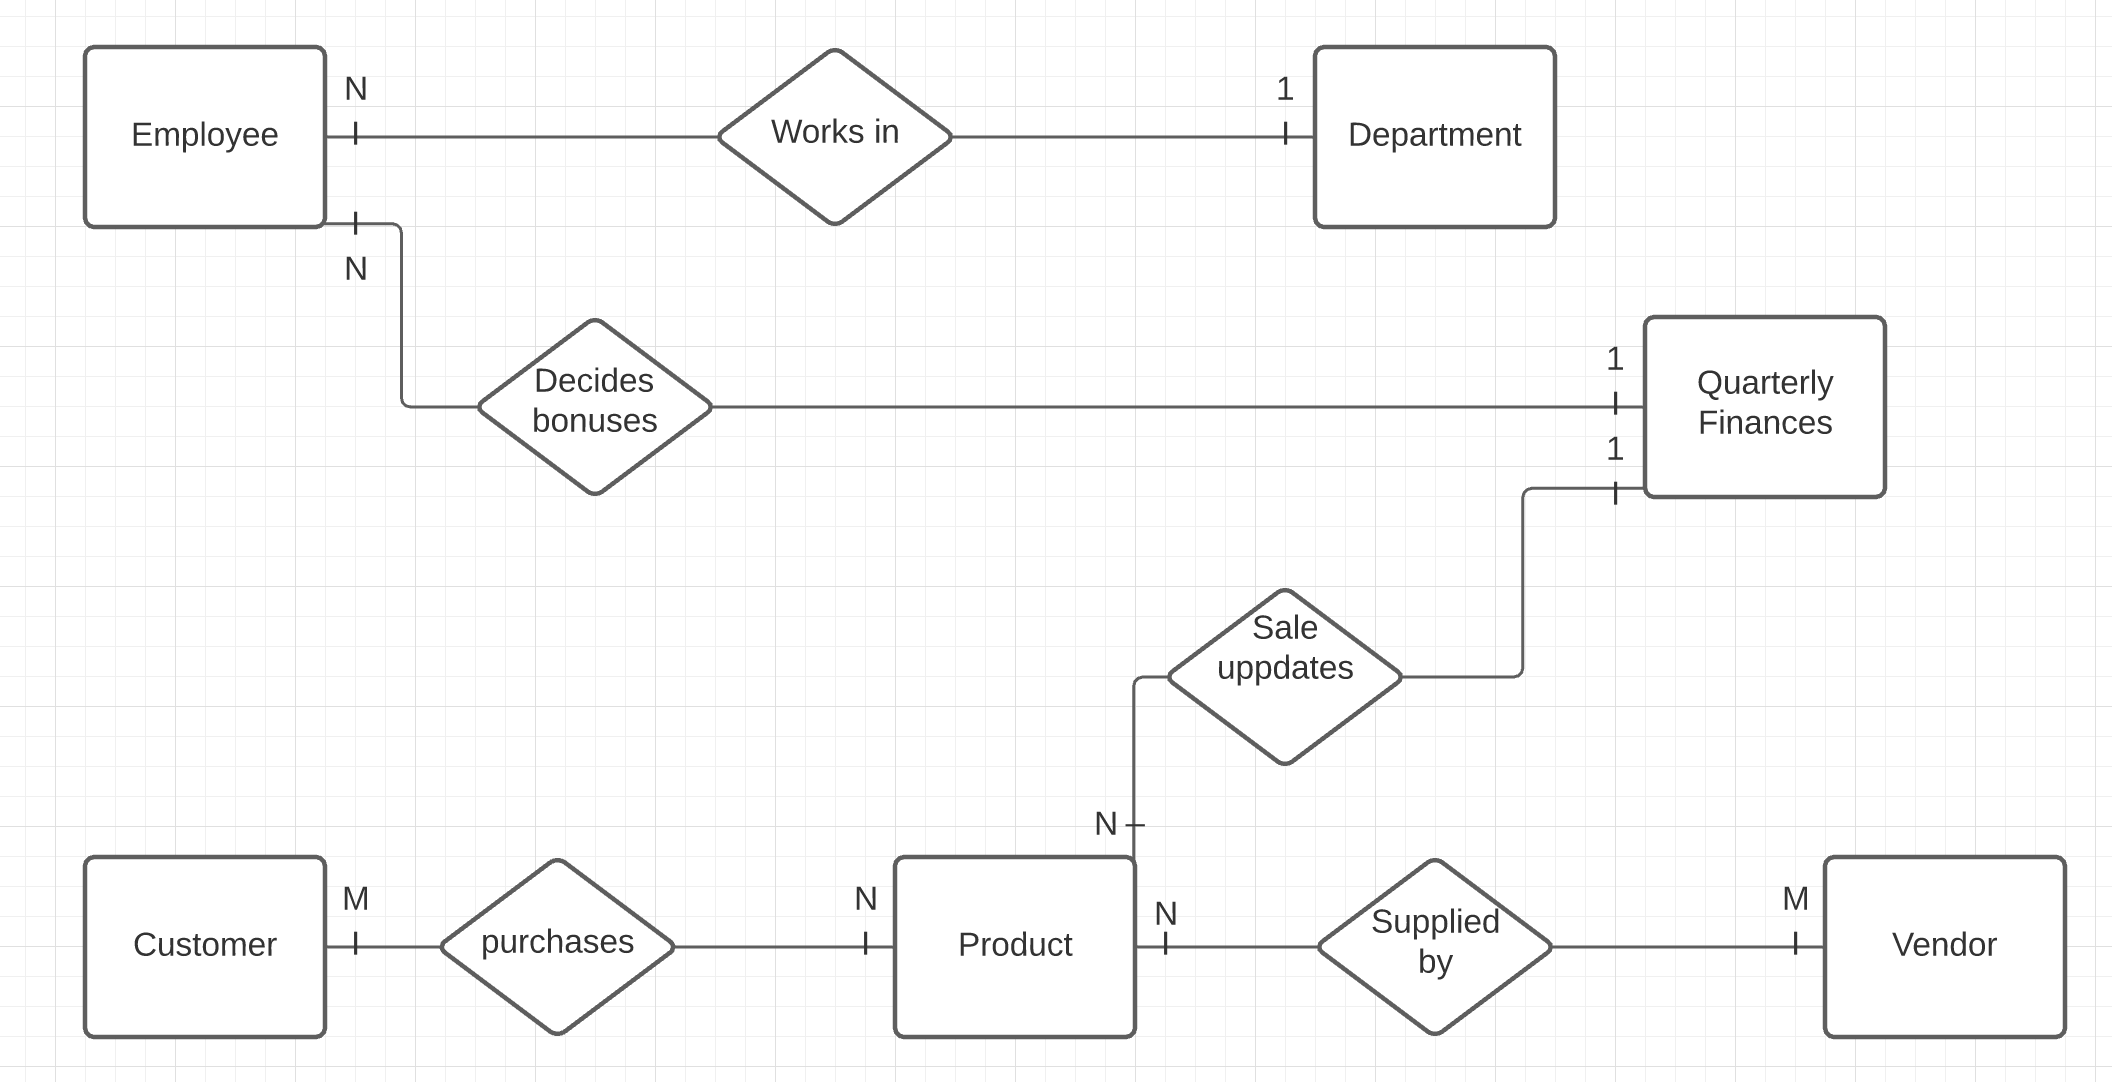 N
1
Employee
Works in
Department
N
Decides
bonuses
1
Quarterly
Finances
1
Sale
uppdates
N
Customer
M
purchases
N
Product
N
Supplied
by
M
Vendor